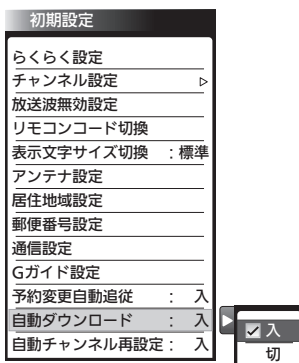 初期設定
らくらく設定
チャンネル設定 ▷
放送波無効設定
リモコンコード切換
表示文字サイズ切換 : 標準
アンテナ設定
居住地域設定
郵便番号設定
通信設定
Gガイド設定
予約変更自動追従 : 入
自動ダウンロード : 入
自動チャンネル再設定 : 入
入
切